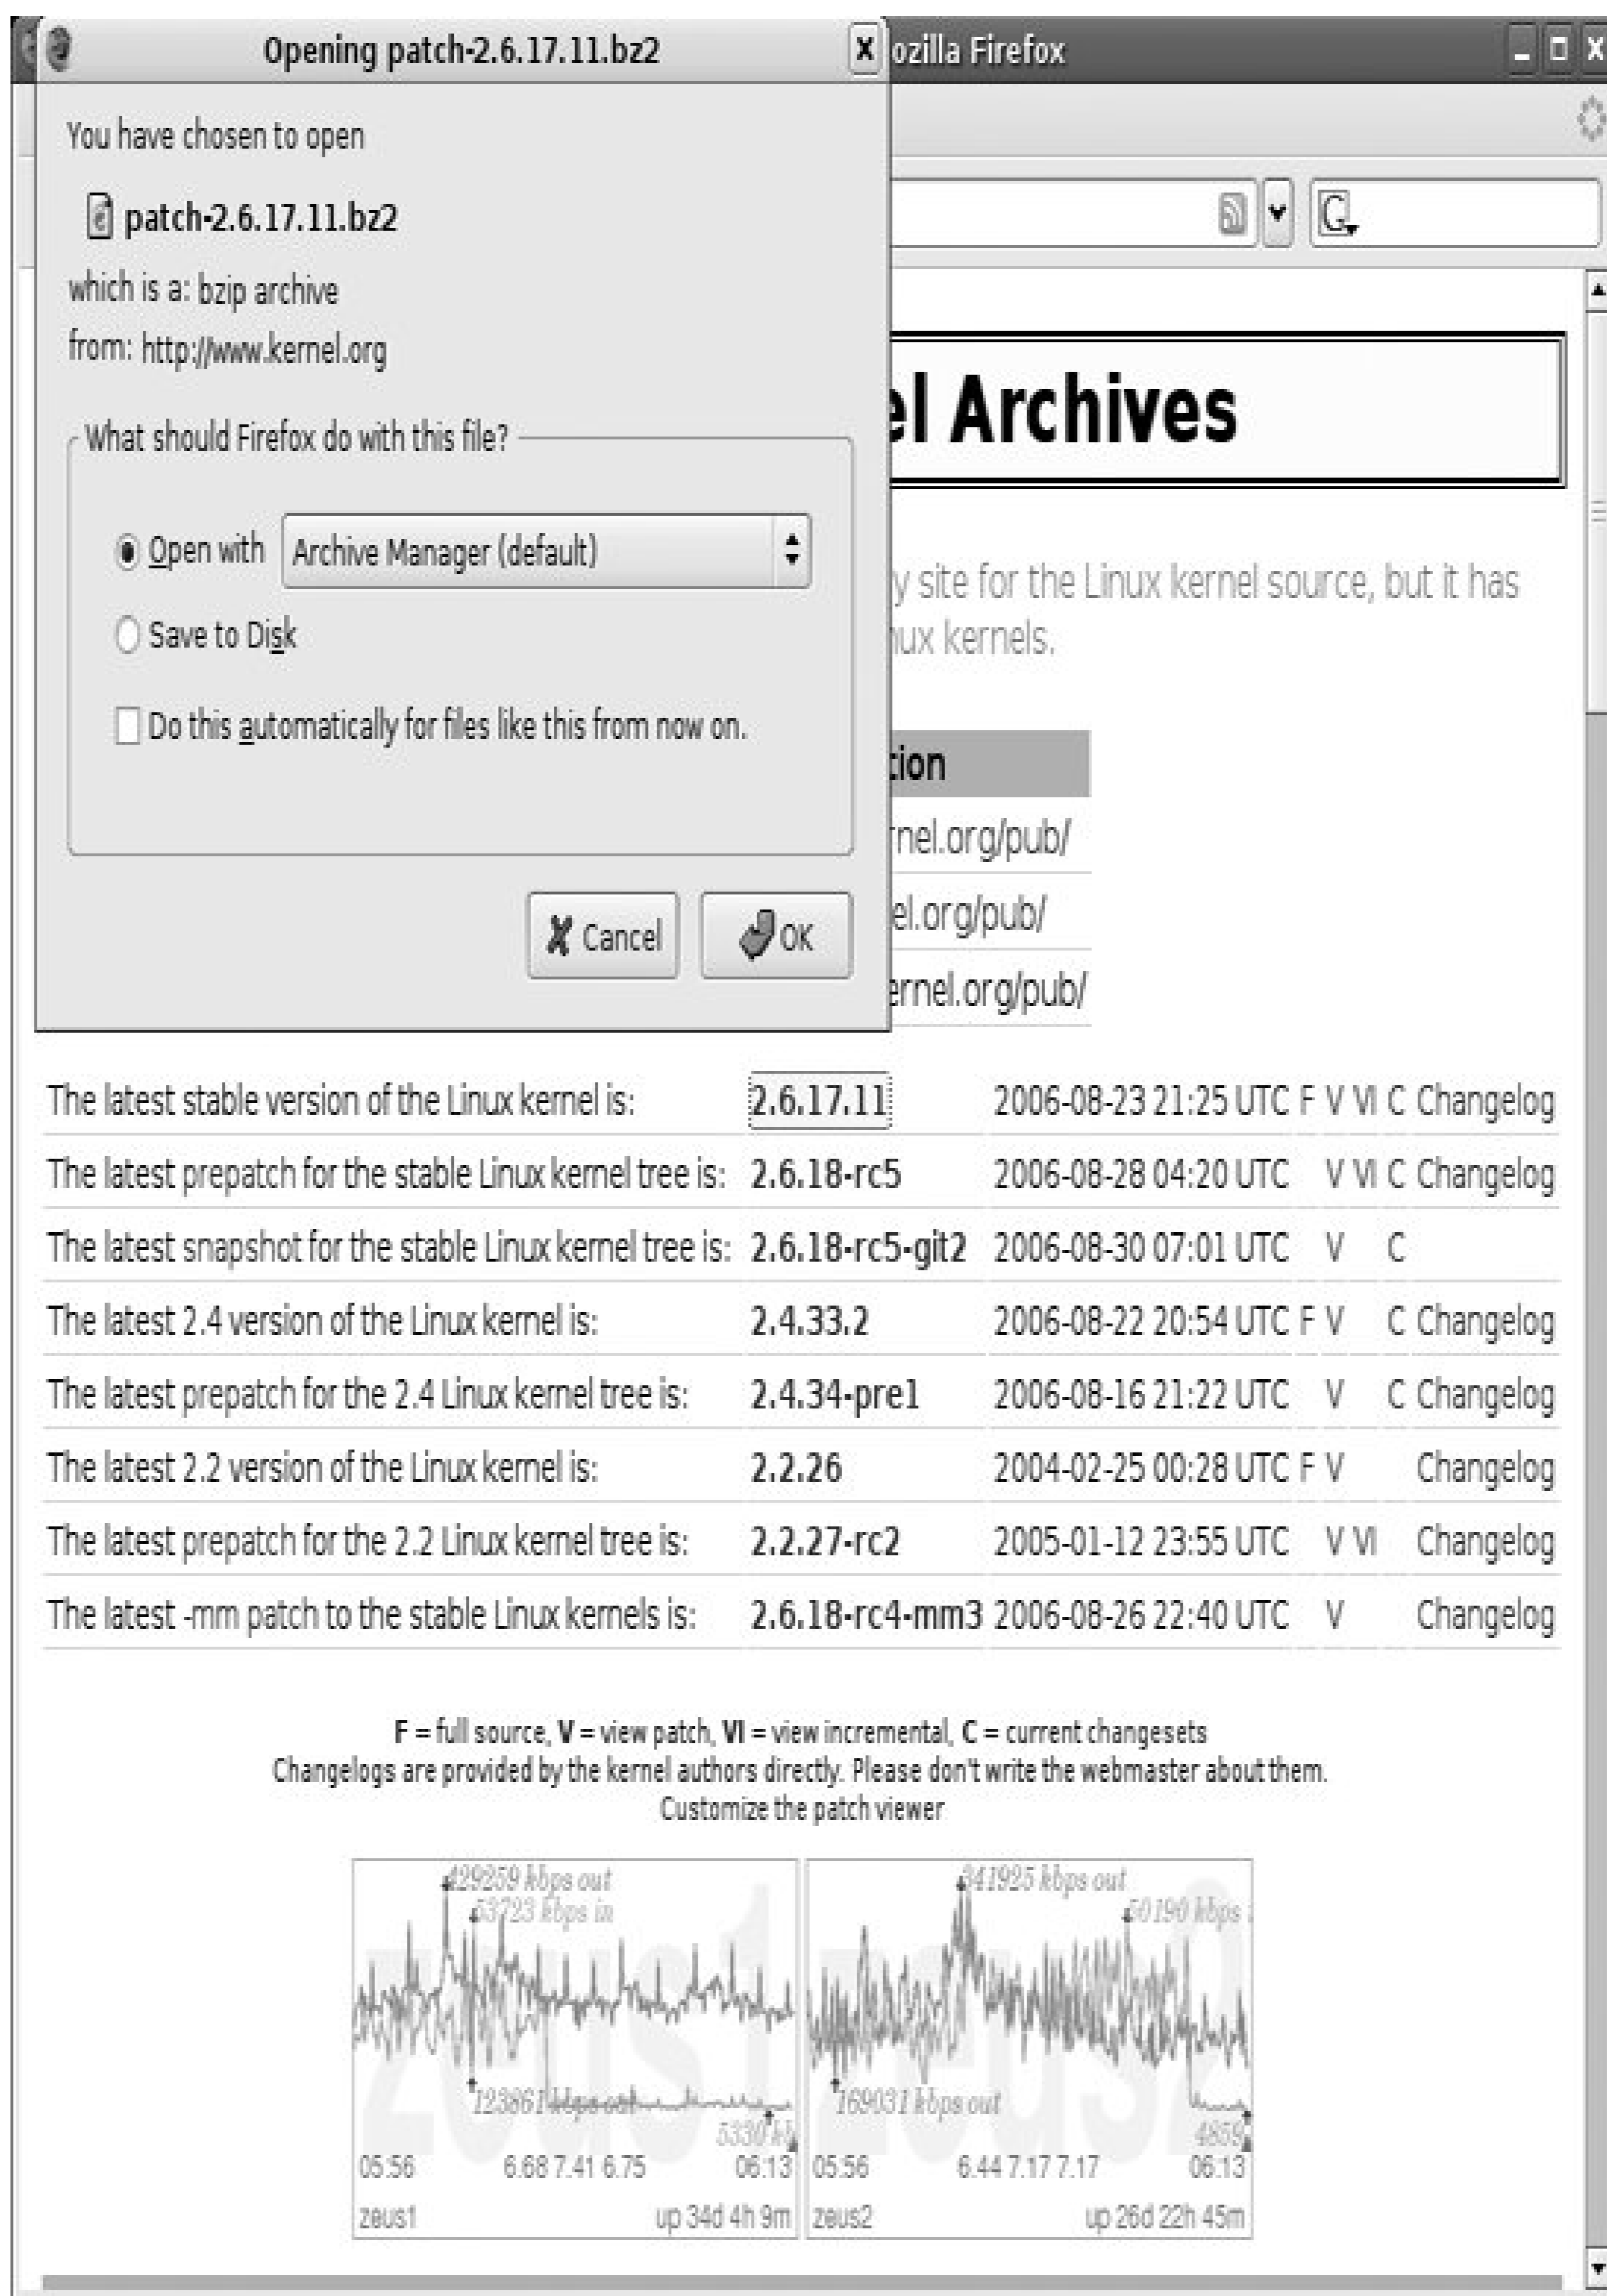 Opening patch-2.6.17.11.bz2
ozilla Firefox
You have chosen to open
patch-2.6.17.11.bz2
which is a: bzip archive
from: http://www.kernel.org
What should Firefox do with this file?
Open with Archive Manager (default)
Save to Disk
Do this automatically for files like this from now on.
Cancel OK
G
el Archives
y site for the Linux kernel source, but it has
nux kernels.
tion
rnel.org/pub/
el.org/pub/
ernel.org/pub/
The latest stable version of the Linux kernel is: 2.6.17.11 2006-08-23 21:25 UTC F V VI C Changelog
The latest prepatch for the stable Linux kernel tree is: 2.6.18-rc5 2006-08-28 04:20 UTC V VI C Changelog
The latest snapshot for the stable Linux kernel tree is: 2.6.18-rc5-git2 2006-08-30 07:01 UTC V C
The latest 2.4 version of the Linux kernel is: 2.4.33.2 2006-08-22 20:54 UTC F V C Changelog
The latest prepatch for the 2.4 Linux kernel tree is: 2.4.34-pre1 2006-08-16 21:22 UTC V C Changelog
The latest 2.2 version of the Linux kernel is: 2.2.26 2004-02-25 00:28 UTC F V Changelog
The latest prepatch for the 2.2 Linux kernel tree is: 2.2.27-rc2 2005-01-12 23:55 UTC V VI Changelog
The latest -mm patch to the stable Linux kernels is: 2.6.18-rc4-mm3 2006-08-26 22:40 UTC V Changelog
F = full source, V = view patch, VI = view incremental, C = current changesets
Changelogs are provided by the kernel authors directly. Please don't write the webmaster about them.
Customize the patch viewer
zeus1
429259 kbps out
53723 kbps in
123861 kbps out
5330 kb
05:56 6.68 7.41 6.75 06:13
zeus1 up 34d 4h 9m
zeus2
341925 kbps out
50190 kbps
169031 kbps out
4859
05:56 6.44 7.17 7.17 06:13
zeus2 up 26d 22h 45m